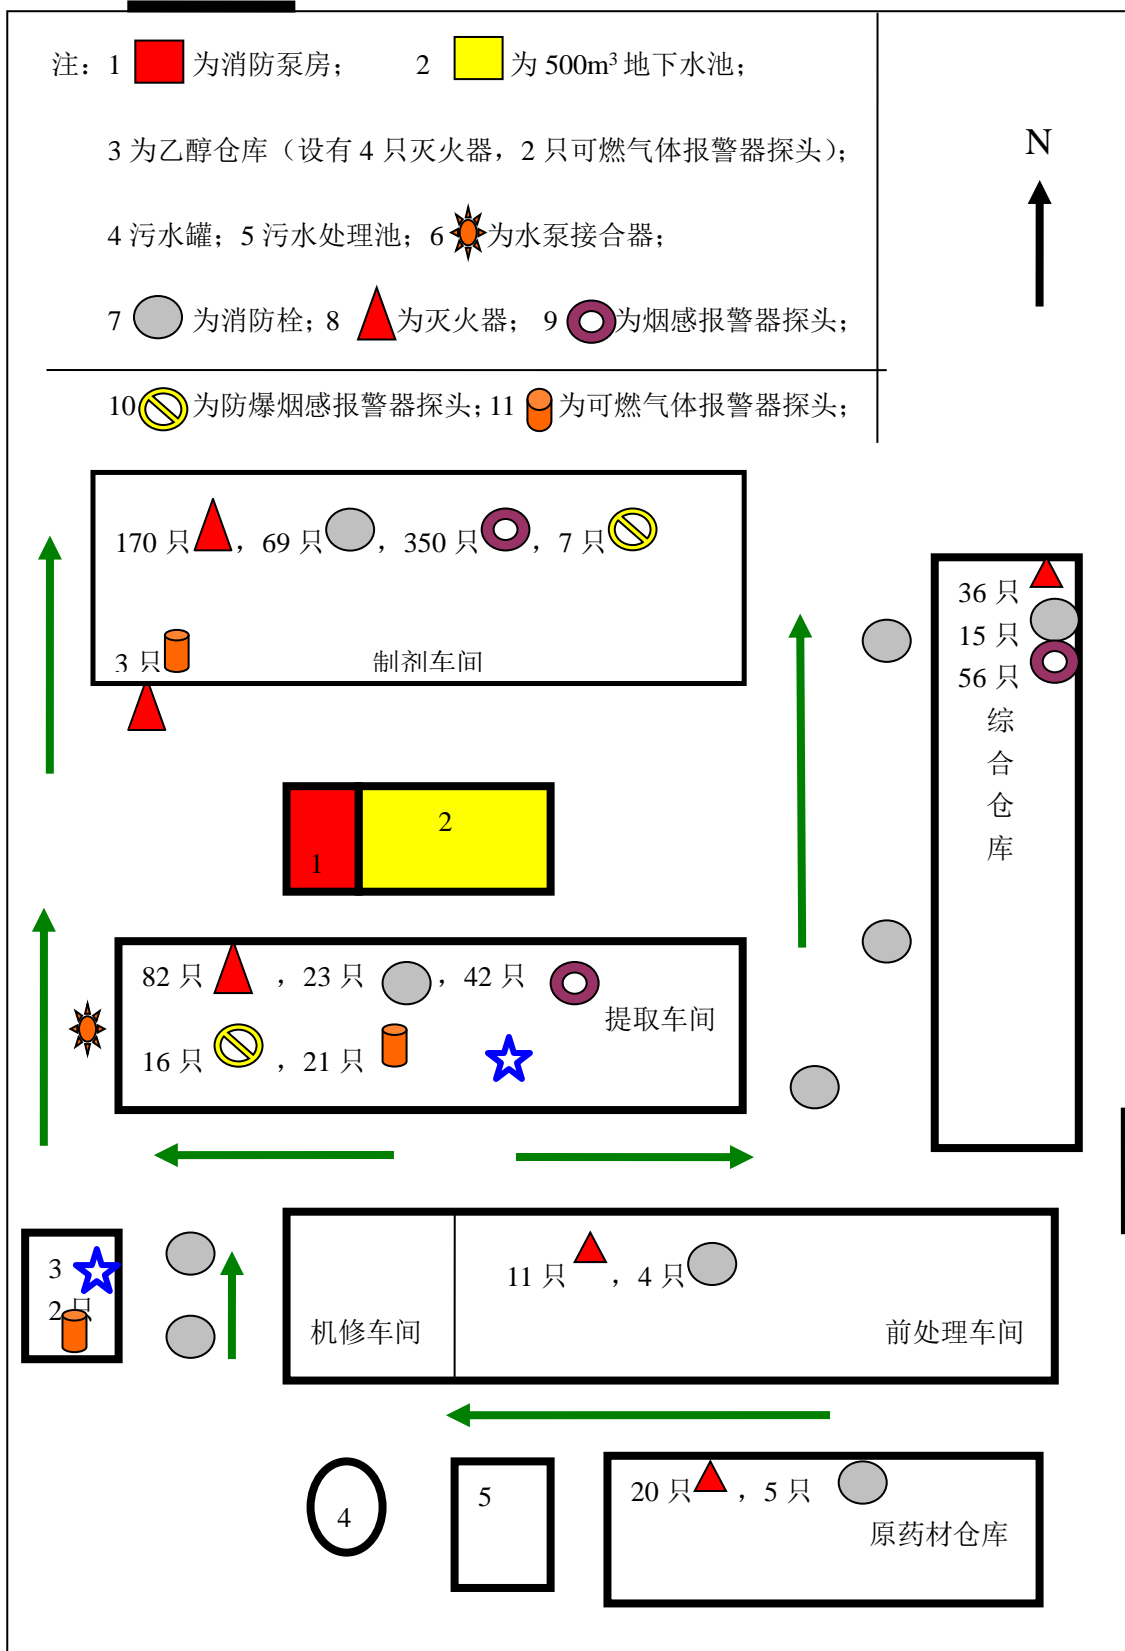 注：1 为消防泵房； 2 为 500m³ 地下水池；
N
3 为乙醇仓库（设有 4 只灭火器，2 只可燃气体报警器探头）；
4 污水罐；5 污水处理池；6 为水泵接合器；
7 为消防栓；8 为灭火器； 9 为烟感报警器探头；
10 为防爆烟感报警器探头；11 为可燃气体报警器探头；
170 只 ，69 只 ，350 只 ，7 只
3 只 制剂车间
36 只
15 只
56 只
综
合
仓
库
2
1
82 只 ，23 只 ，42 只
提取车间
16 只 ，21 只
3
2 只
11 只 ，4 只
机修车间 前处理车间
4
5
20 只 ，5 只
原药材仓库